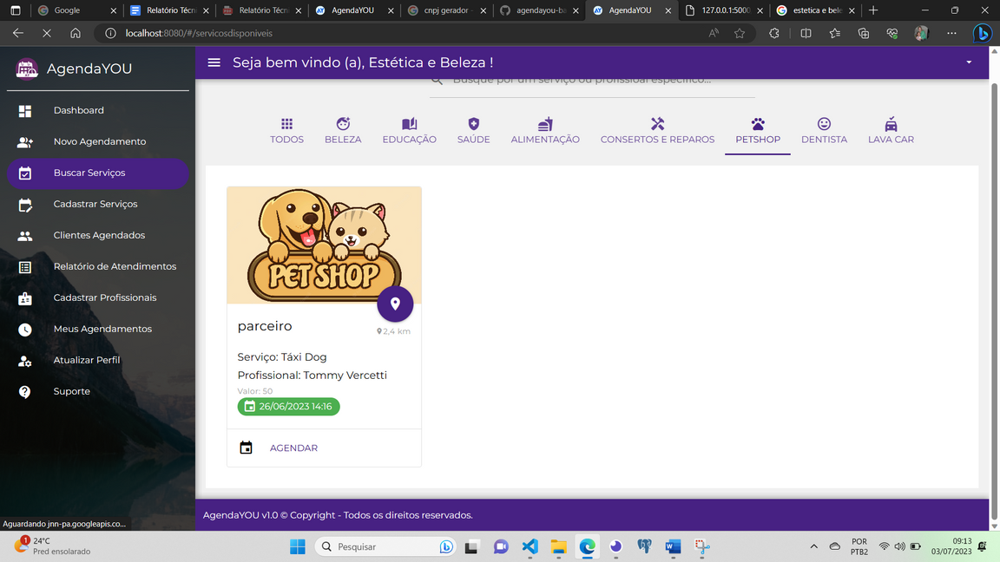 Google
Relatório Técn
Relatório Técn
AgendaYOU
cnpj gerador -
agendayou-ba
AgendaYOU
127.0.0.1:5000
estetica e bele
localhost:8080/#/servicosdisponiveis
AgendaYOU
Seja bem vindo (a), Estética e Beleza !
Busque por um serviço ou profissioal específico...
Dashboard
Novo Agendamento
Buscar Serviços
Cadastrar Serviços
Clientes Agendados
Relatório de Atendimentos
Cadastrar Profissionais
Meus Agendamentos
Atualizar Perfil
Suporte
TODOS
BELEZA
EDUCAÇÃO
SAÚDE
ALIMENTAÇÃO
CONSERTOS E REPAROS
PETSHOP
DENTISTA
LAVA CAR
PET SHOP
parceiro
2,4 km
Serviço: Táxi Dog
Profissional: Tommy Vercetti
Valor: 50
26/06/2023 14:16
AGENDAR
AgendaYOU v1.0 © Copyright - Todos os direitos reservados.
Aguardando jnn-pa.googleapis.co...
1
24°C
Pred ensolarado
Pesquisar
POR
PTB2
09:13
03/07/2023